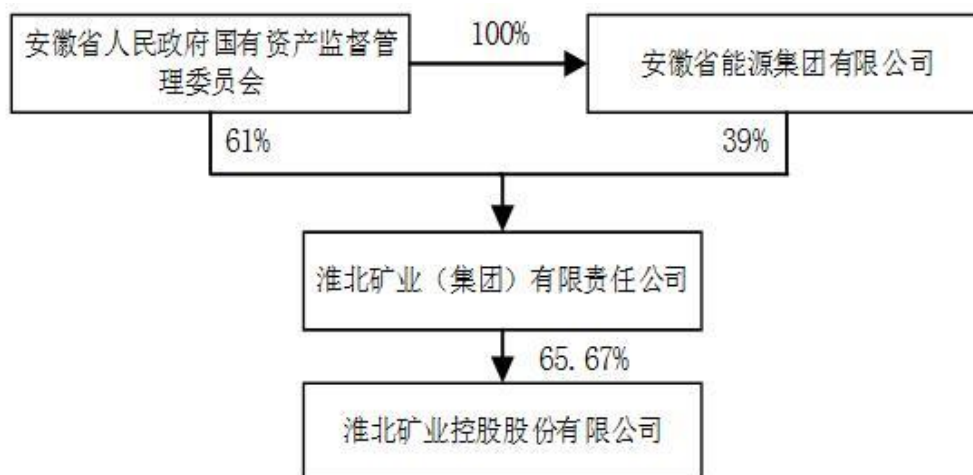 安徽省人民政府国有资产监督管
理委员会
100%
安徽省能源集团有限公司
61%
39%
淮北矿业（集团）有限责任公司
65.67%
淮北矿业控股股份有限公司